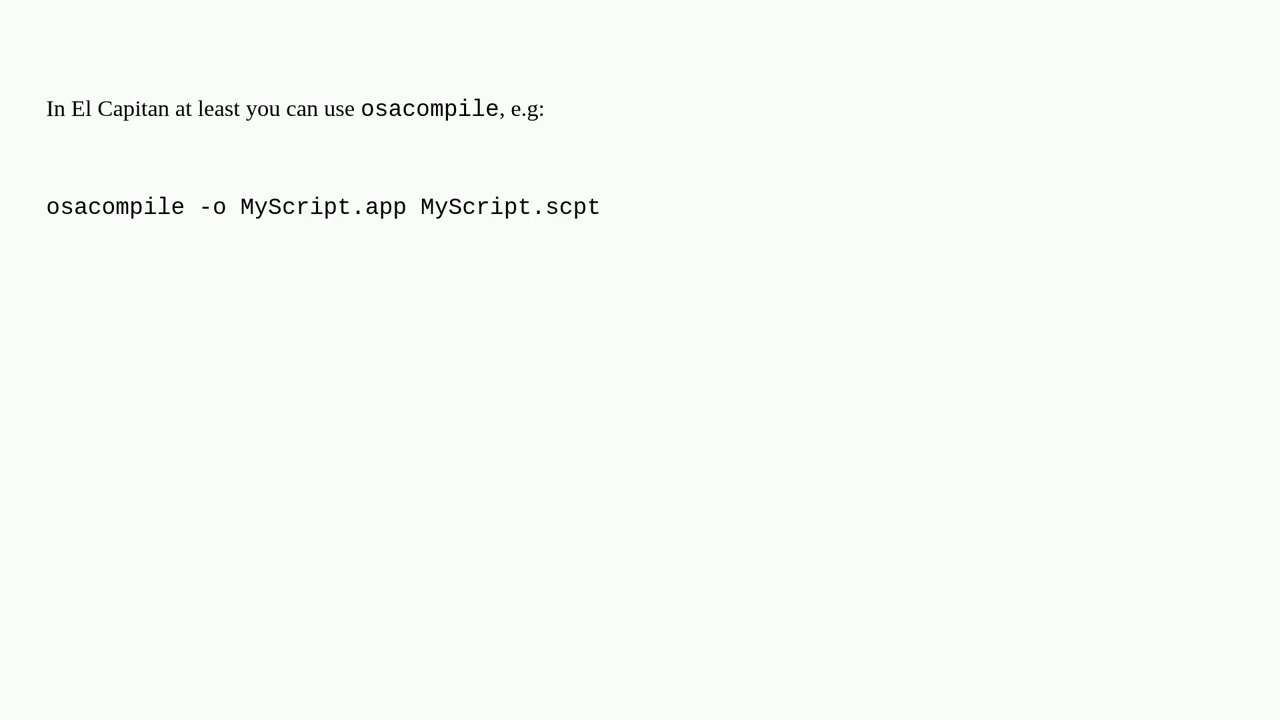 In El Capitan at least you can use osacompile, e.g:
osacompile -o MyScript.app MyScript.scpt